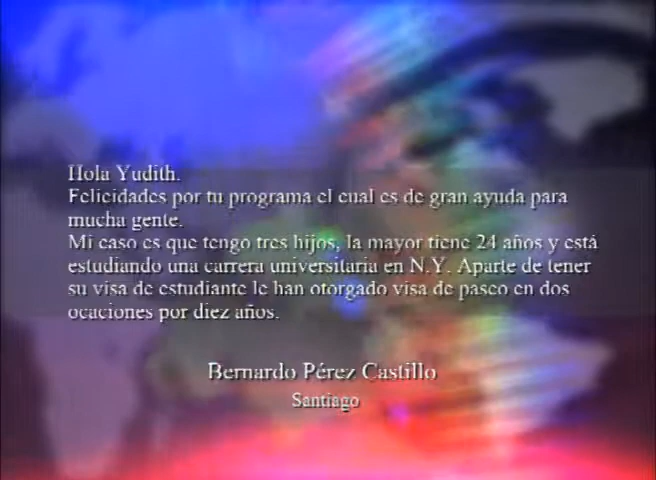 Hola Yudith.
Felicidades por tu programa el cual es de gran ayuda para
mucha gente.
Mi caso es que tengo tres hijos, la mayor tiene 24 años y está
estudiando una carrera universitaria en N.Y. Aparte de tener
su visa de estudiante le han otorgado visa de paseo en dos
ocaciones por diez años.
Bernardo Pérez Castillo
Santiago